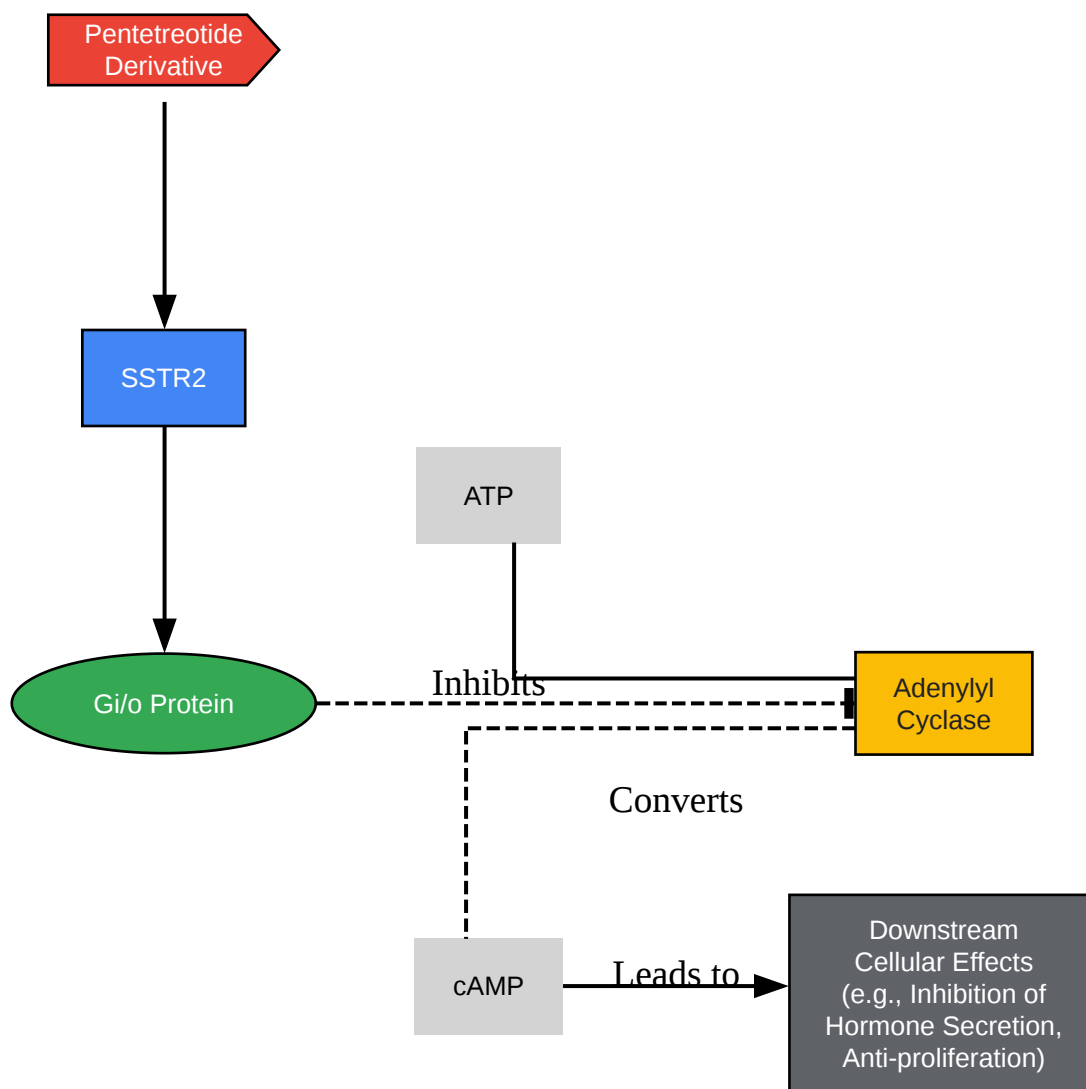 Pentetreotide
Derivative
SSTR2
ATP
Inhibits
Gi/o Protein
Adenylyl
Cyclase
Converts
Downstream
Cellular Effects
(e.g., Inhibition of
Hormone Secretion,
Anti-proliferation)
Leads to
cAMP